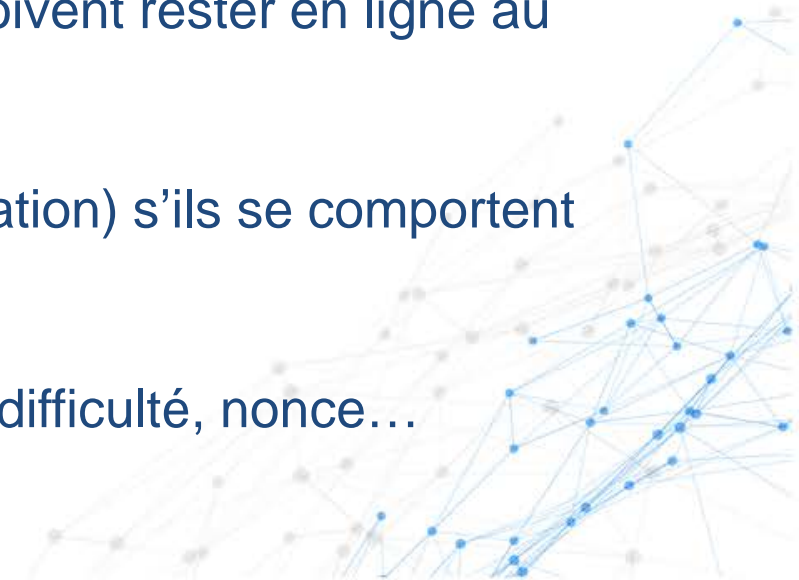 oivent rester en ligne au
ation) s’ils se comportent
difficulté, nonce…